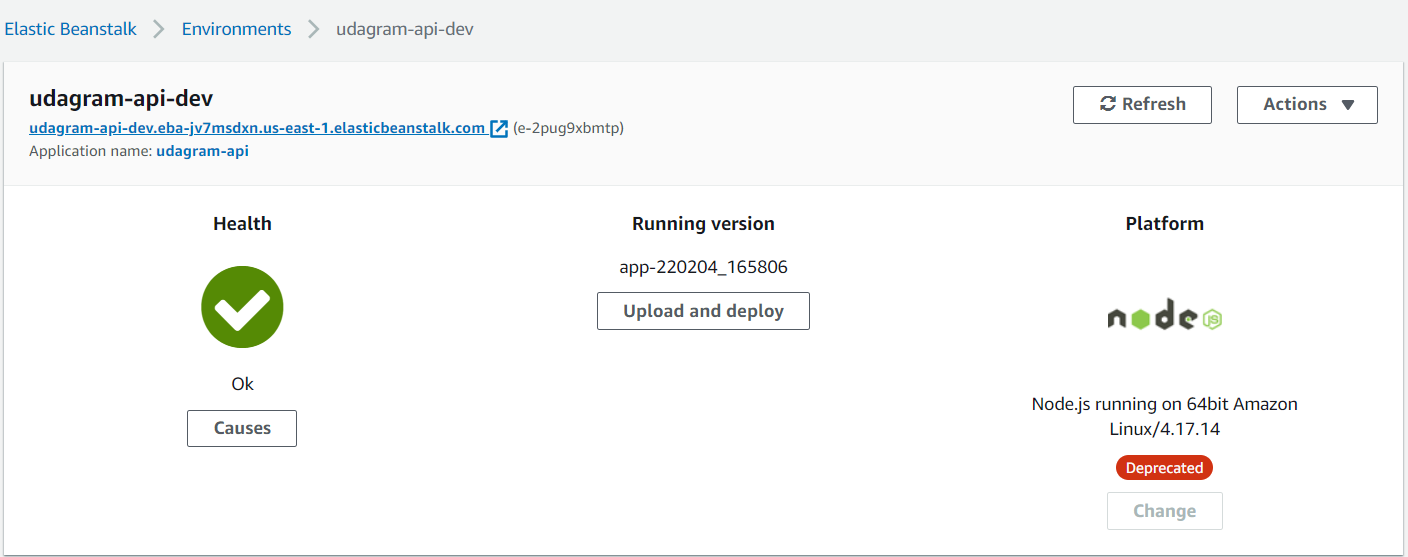 Elastic Beanstalk > Environments > udagram-api-dev
udagram-api-dev
Refresh
Actions ▼
udagram-api-dev.eba-jv7msdxn.us-east-1.elasticbeanstalk.com (e-2pug9xbmtp)
Application name: udagram-api
Health
Running version
Platform
app-220204_165806
Upload and deploy
node JS
Ok
Causes
Node.js running on 64bit Amazon
Linux/4.17.14
Deprecated
Change